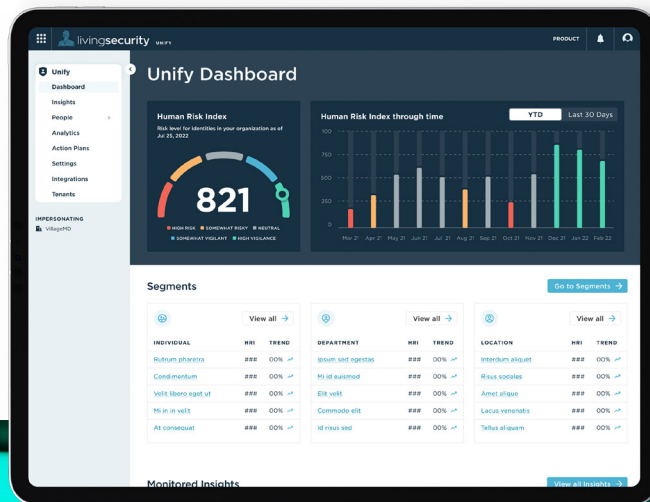 livingsecurity UNIFY
PRODUCT
Unify
Dashboard
Insights
People
Analytics
Action Plans
Settings
Integrations
Tenants
IMPERSONATING
VillageMD
Unify Dashboard
Human Risk Index
Risk level for identities in your organization as of
Jul 25, 2022
821
HIGH RISK SOMEWHAT RISKY NEUTRAL
SOMEWHAT VIGILANT HIGH VIGILANCE
Human Risk Index through time
YTD Last 30 Days
100
750
500
250
0
Mar 21 Apr 21 May 21 Jun 21 Jul 21 Aug 21 Sep 21 Oct 21 Nov 21 Dec 21 Jan 22 Feb 22
Segments
Go to Segments
View all
INDIVIDUAL HRI TREND
Rutrum pharetra ### 00%
Condimentum ### 00%
Velit libero eget ut ### 00%
Mi in in velit ### 00%
At consequat ### 00%
View all
DEPARTMENT HRI TREND
Ipsum sed egestas ### 00%
Mi id euismod ### 00%
Elit velit ### 00%
Commodo elit ### 00%
Id risus sed ### 00%
View all
LOCATION HRI TREND
Interdum aliquet ### 00%
Risus sodales ### 00%
Amet alique ### 00%
Lacus venenatis ### 00%
Tellus aliquam ### 00%
Monitored Insights
View all Insights